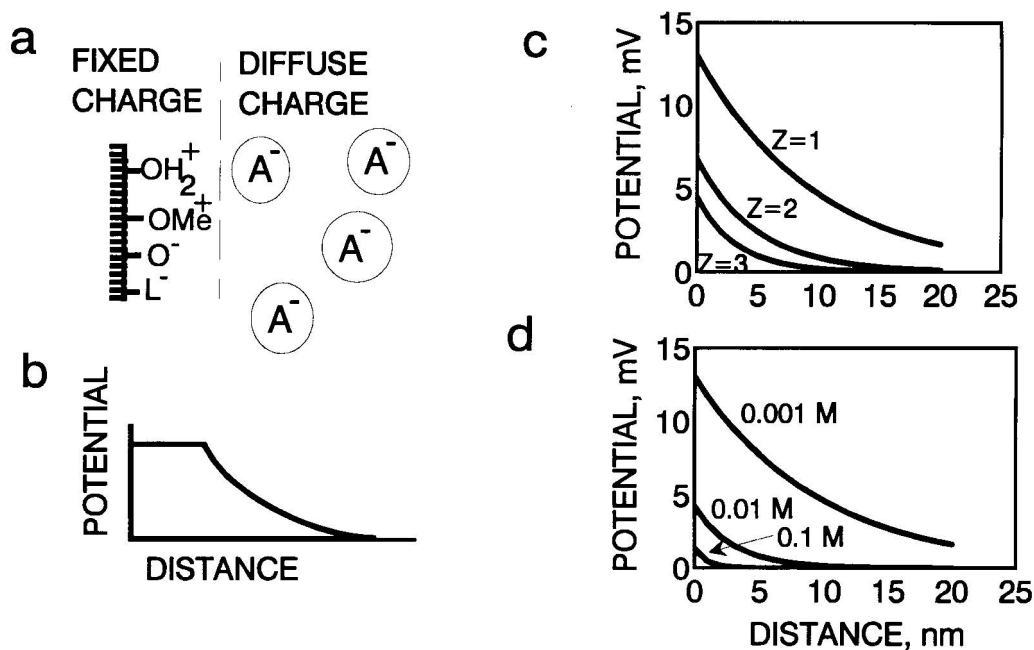 a
FIXED
CHARGE
DIFFUSE
CHARGE
OH2+
OMe+
O-
L-
A-
A-
A-
A-
b
POTENTIAL
DISTANCE
c
POTENTIAL, mV
15
10
5
0
Z=1
Z=2
Z=3
0 5 10 15 20 25
d
POTENTIAL, mV
15
10
5
0
0.001 M
0.01 M
0.1 M
0 5 10 15 20 25
DISTANCE, nm